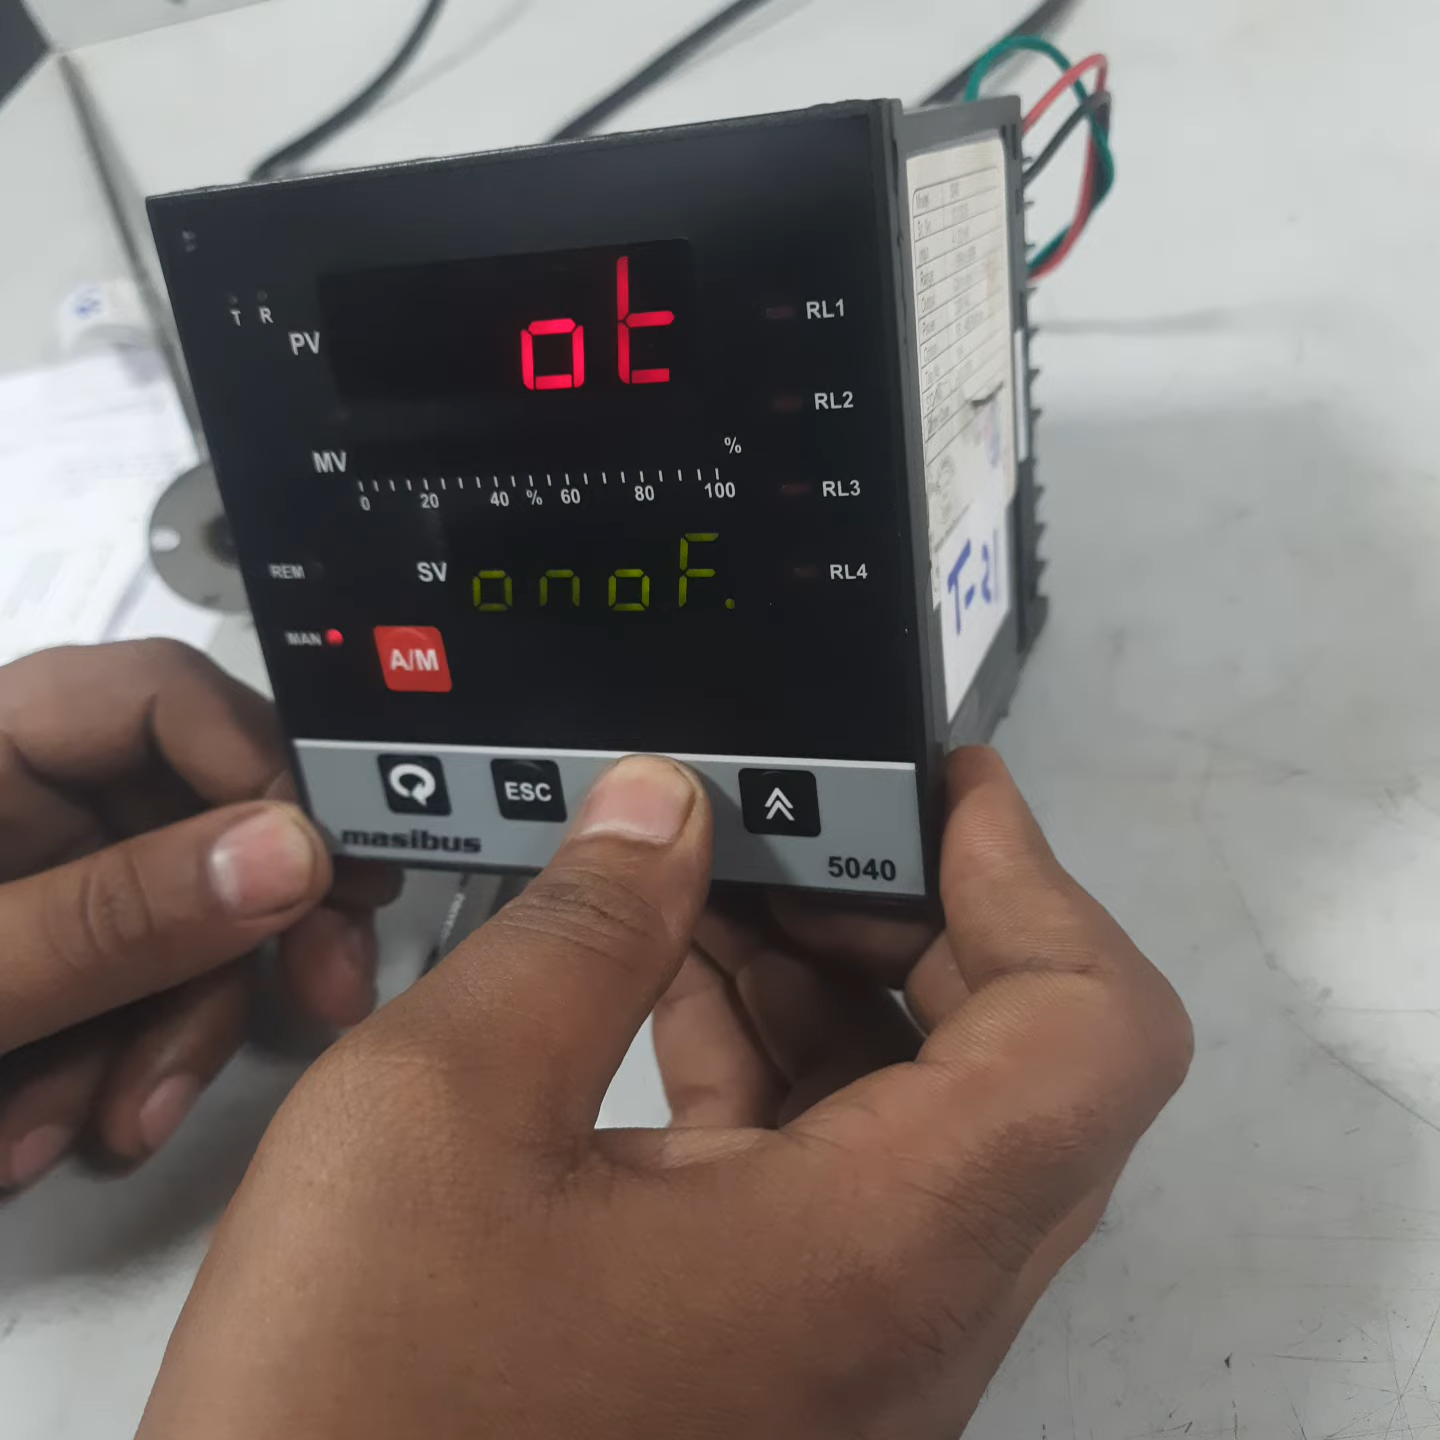 T R
PV ot RL1
RL2
MV %
0 20 40 % 60 80 100
RL3
REM SV onoF. RL4
MAN A/M
ESC
masibus
5040
T-21